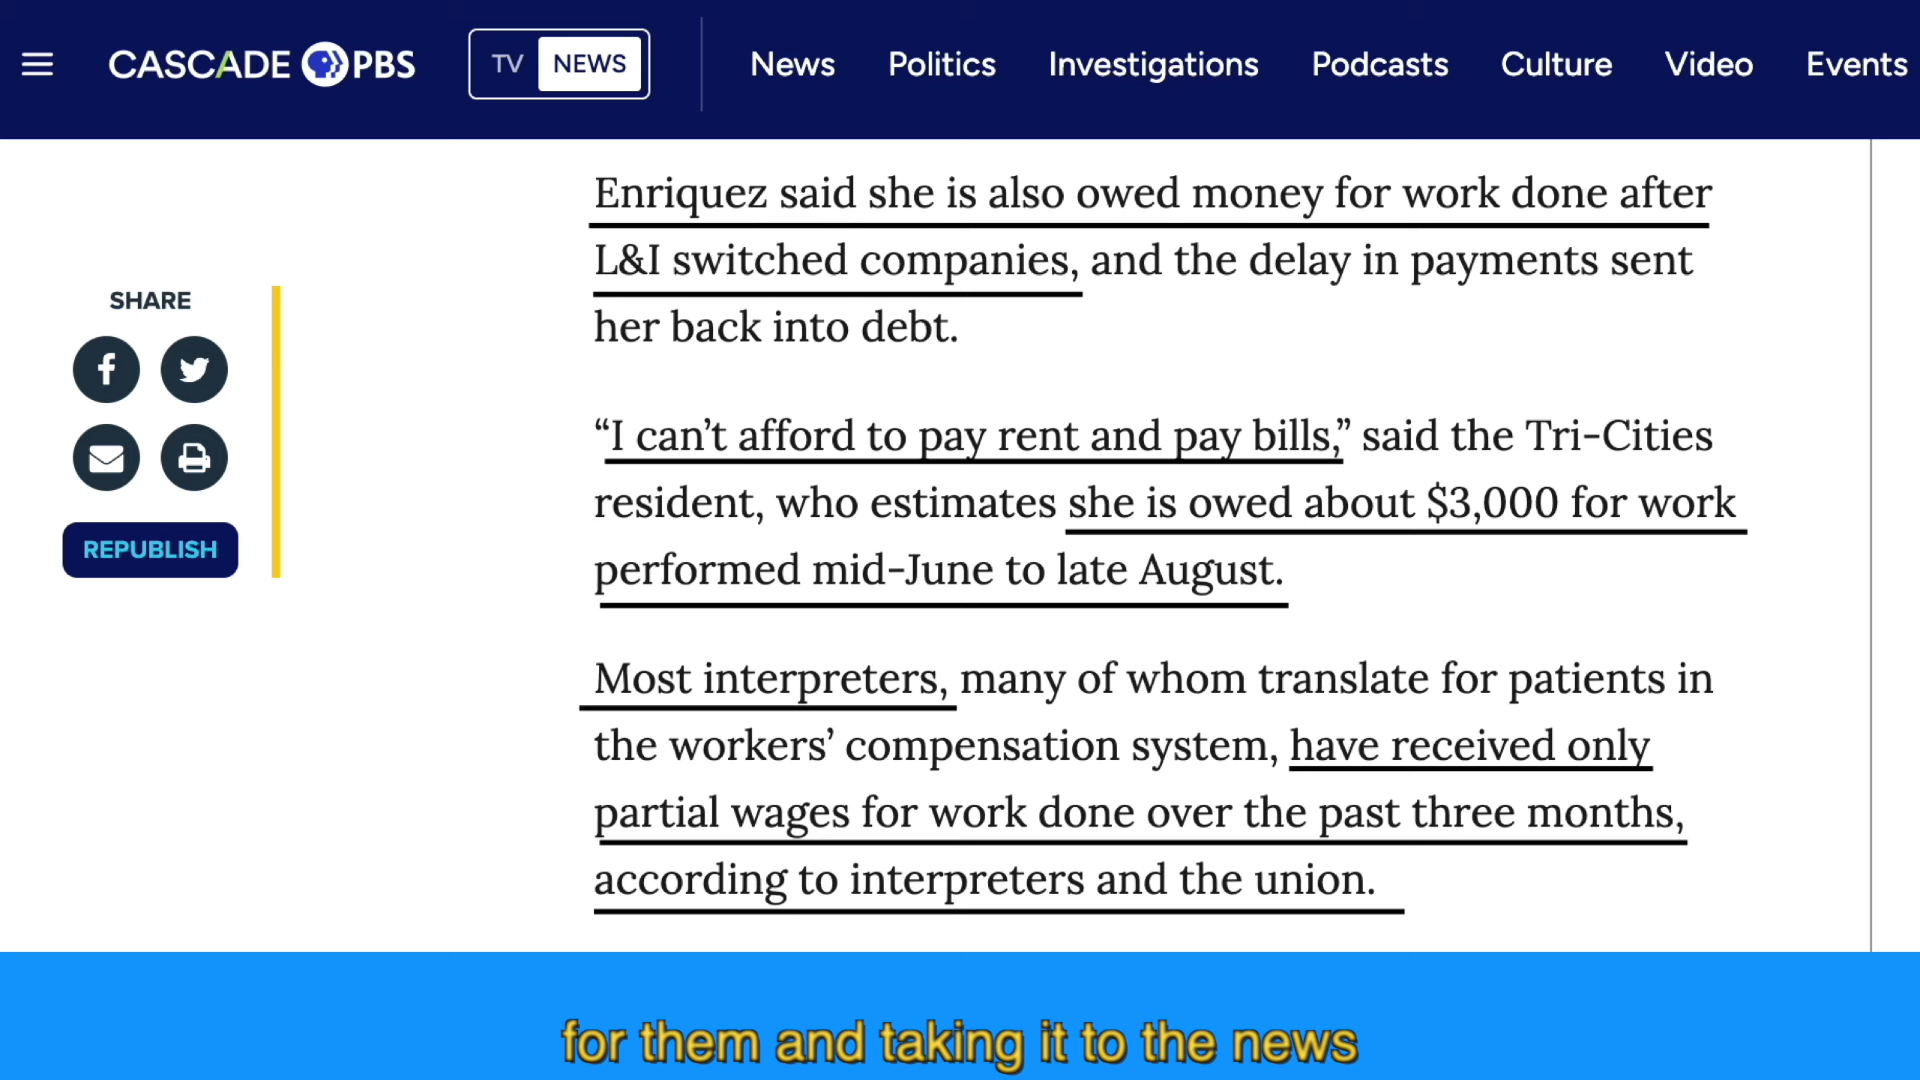 CASCADE PBS
TV NEWS
News Politics Investigations Podcasts Culture Video Events
SHARE
REPUBLISH
Enriquez said she is also owed money for work done after
L&I switched companies, and the delay in payments sent
her back into debt.
“I can’t afford to pay rent and pay bills,” said the Tri-Cities
resident, who estimates she is owed about $3,000 for work
performed mid-June to late August.
Most interpreters, many of whom translate for patients in
the workers’ compensation system, have received only
partial wages for work done over the past three months,
according to interpreters and the union.
for them and taking it to the news